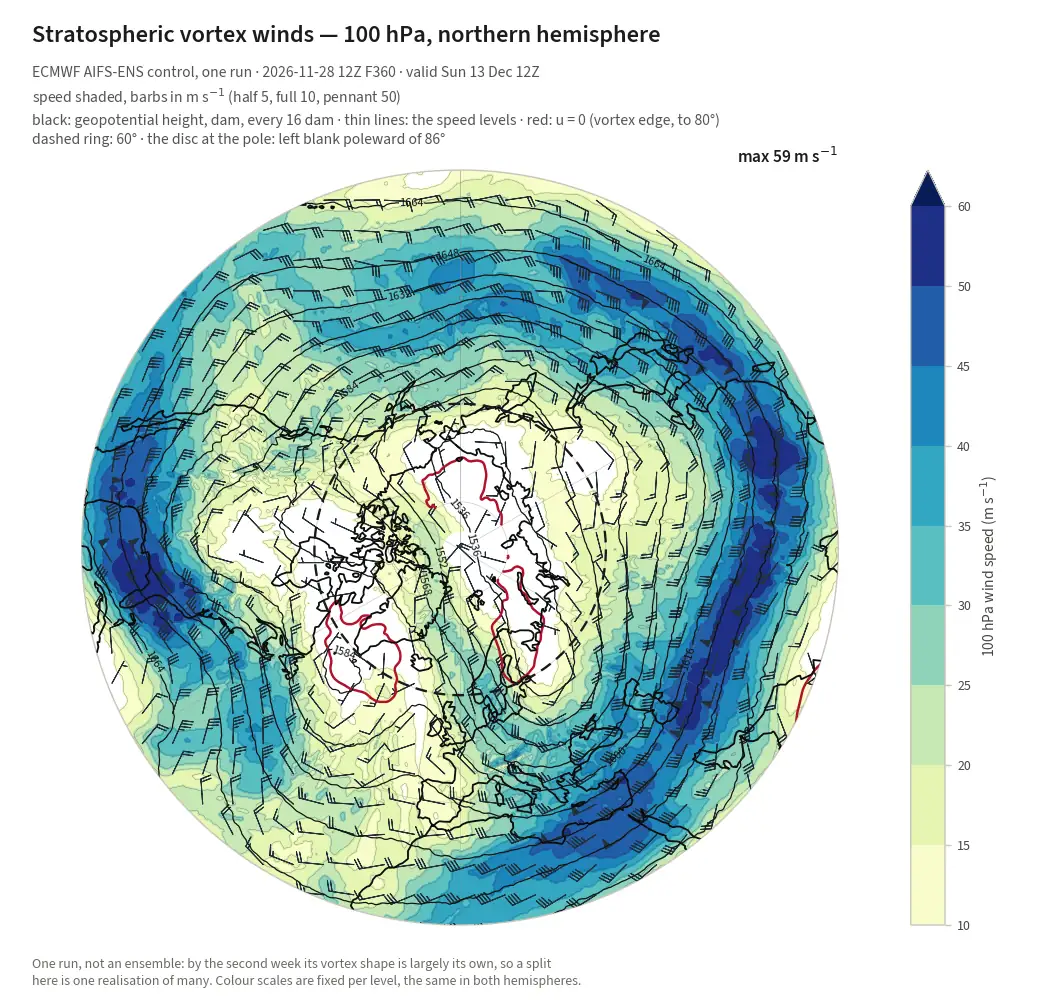 Stratospheric vortex winds — 100 hPa, northern hemisphere
ECMWF AIFS-ENS control, one run · 2026-11-28 12Z F360 · valid Sun 13 Dec 12Z
speed shaded, barbs in m s⁻¹ (half 5, full 10, pennant 50)
black: geopotential height, dam, every 16 dam · thin lines: the speed levels · red: u = 0 (vortex edge, to 80°)
dashed ring: 60° · the disc at the pole: left blank poleward of 86°
max 59 m s⁻¹
1664
1648
1664
1536
1536
1552
1568
1584
1664
60
50
45
40
35
30
25
20
15
10
100 hPa wind speed (m s⁻¹)
One run, not an ensemble: by the second week its vortex shape is largely its own, so a split
here is one realisation of many. Colour scales are fixed per level, the same in both hemispheres.